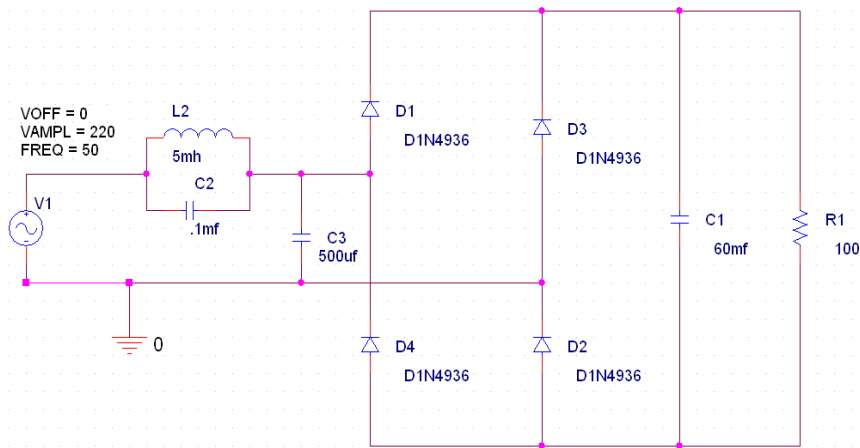 VOFF = 0
VAMPL = 220
FREQ = 50
V1
L2
5mh
C2
.1mf
C3
500uf
0
D1
D1N4936
D3
D1N4936
D4
D1N4936
D2
D1N4936
C1
60mf
R1
100